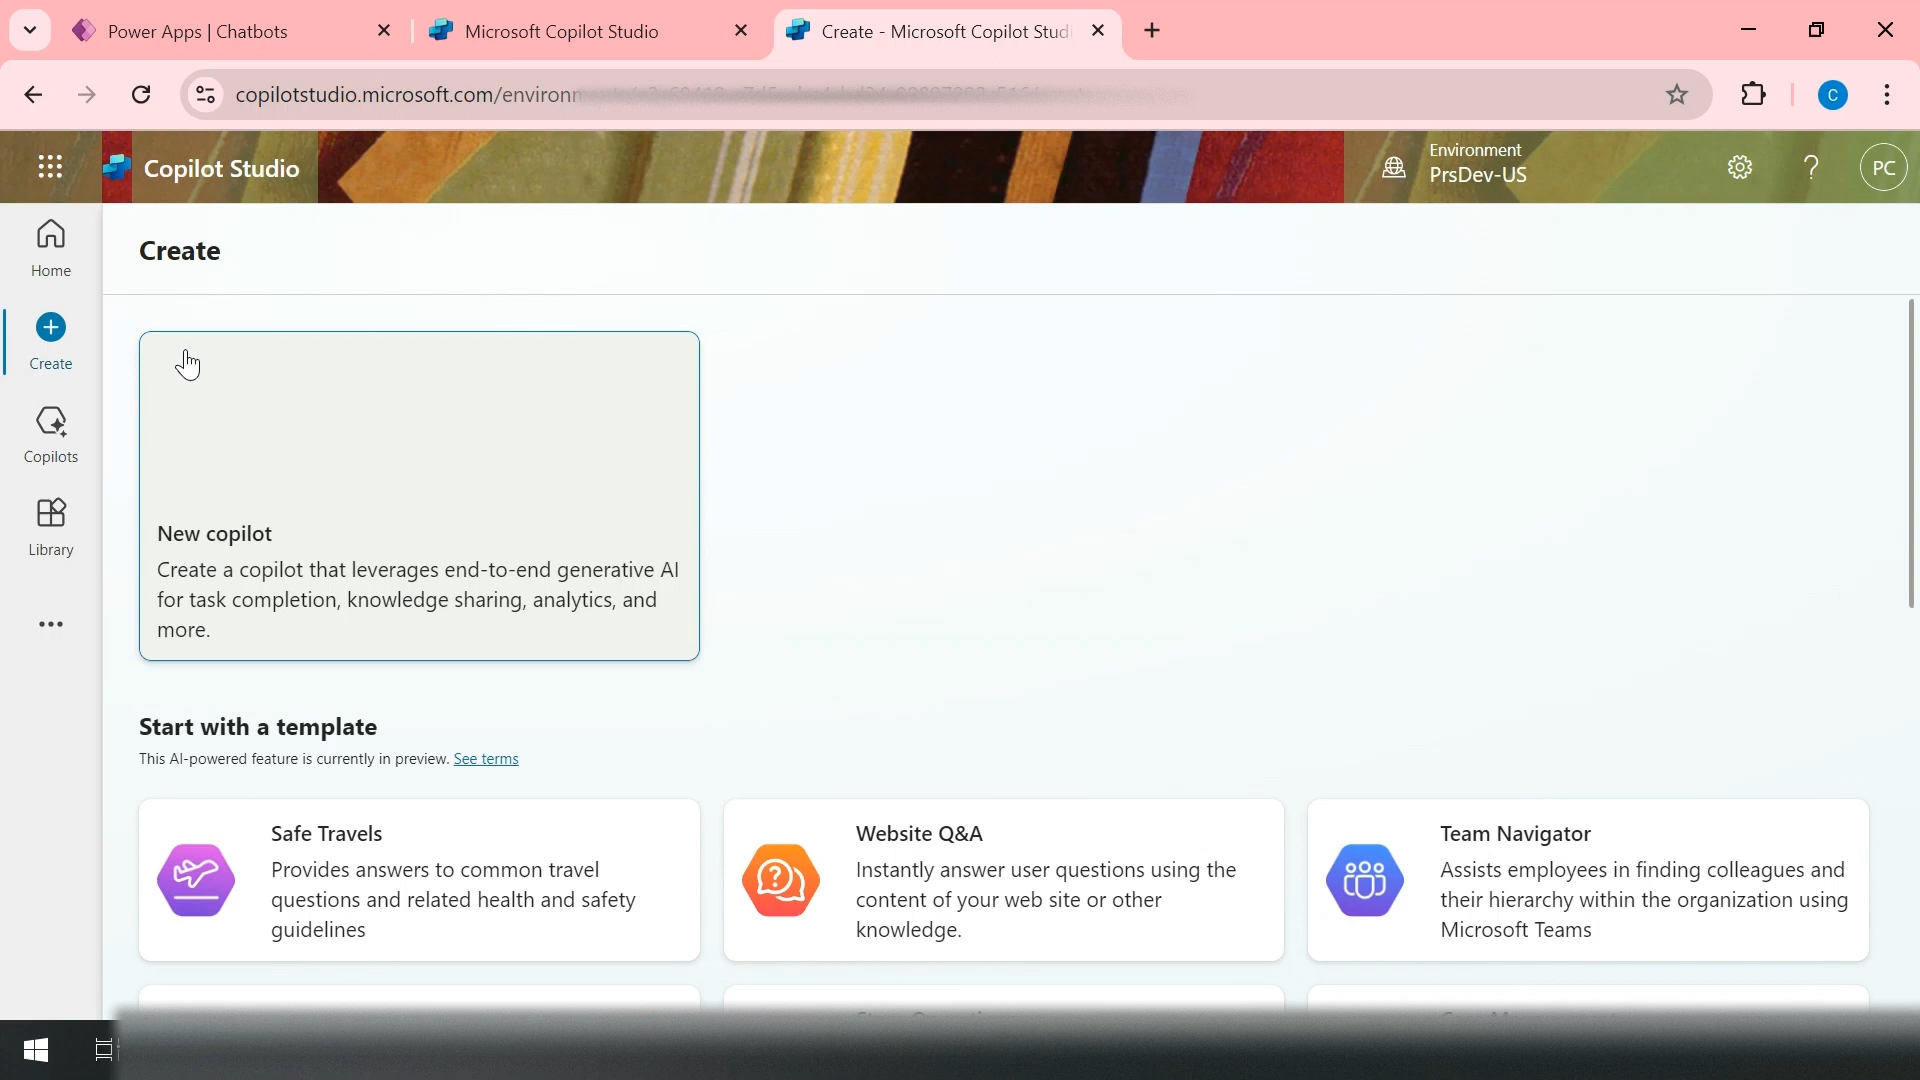 Power Apps | Chatbots
Microsoft Copilot Studio
Create - Microsoft Copilot Studi
copilotstudio.microsoft.com/environ
C
Copilot Studio
Environment
PrsDev-US
?
PC
Home
Create
Copilots
Library
Create
New copilot
Create a copilot that leverages end-to-end generative AI
for task completion, knowledge sharing, analytics, and
more.
Start with a template
This AI-powered feature is currently in preview. See terms
Safe Travels
Provides answers to common travel
questions and related health and safety
guidelines
Website Q&A
Instantly answer user questions using the
content of your web site or other
knowledge.
Team Navigator
Assists employees in finding colleagues and
their hierarchy within the organization using
Microsoft Teams